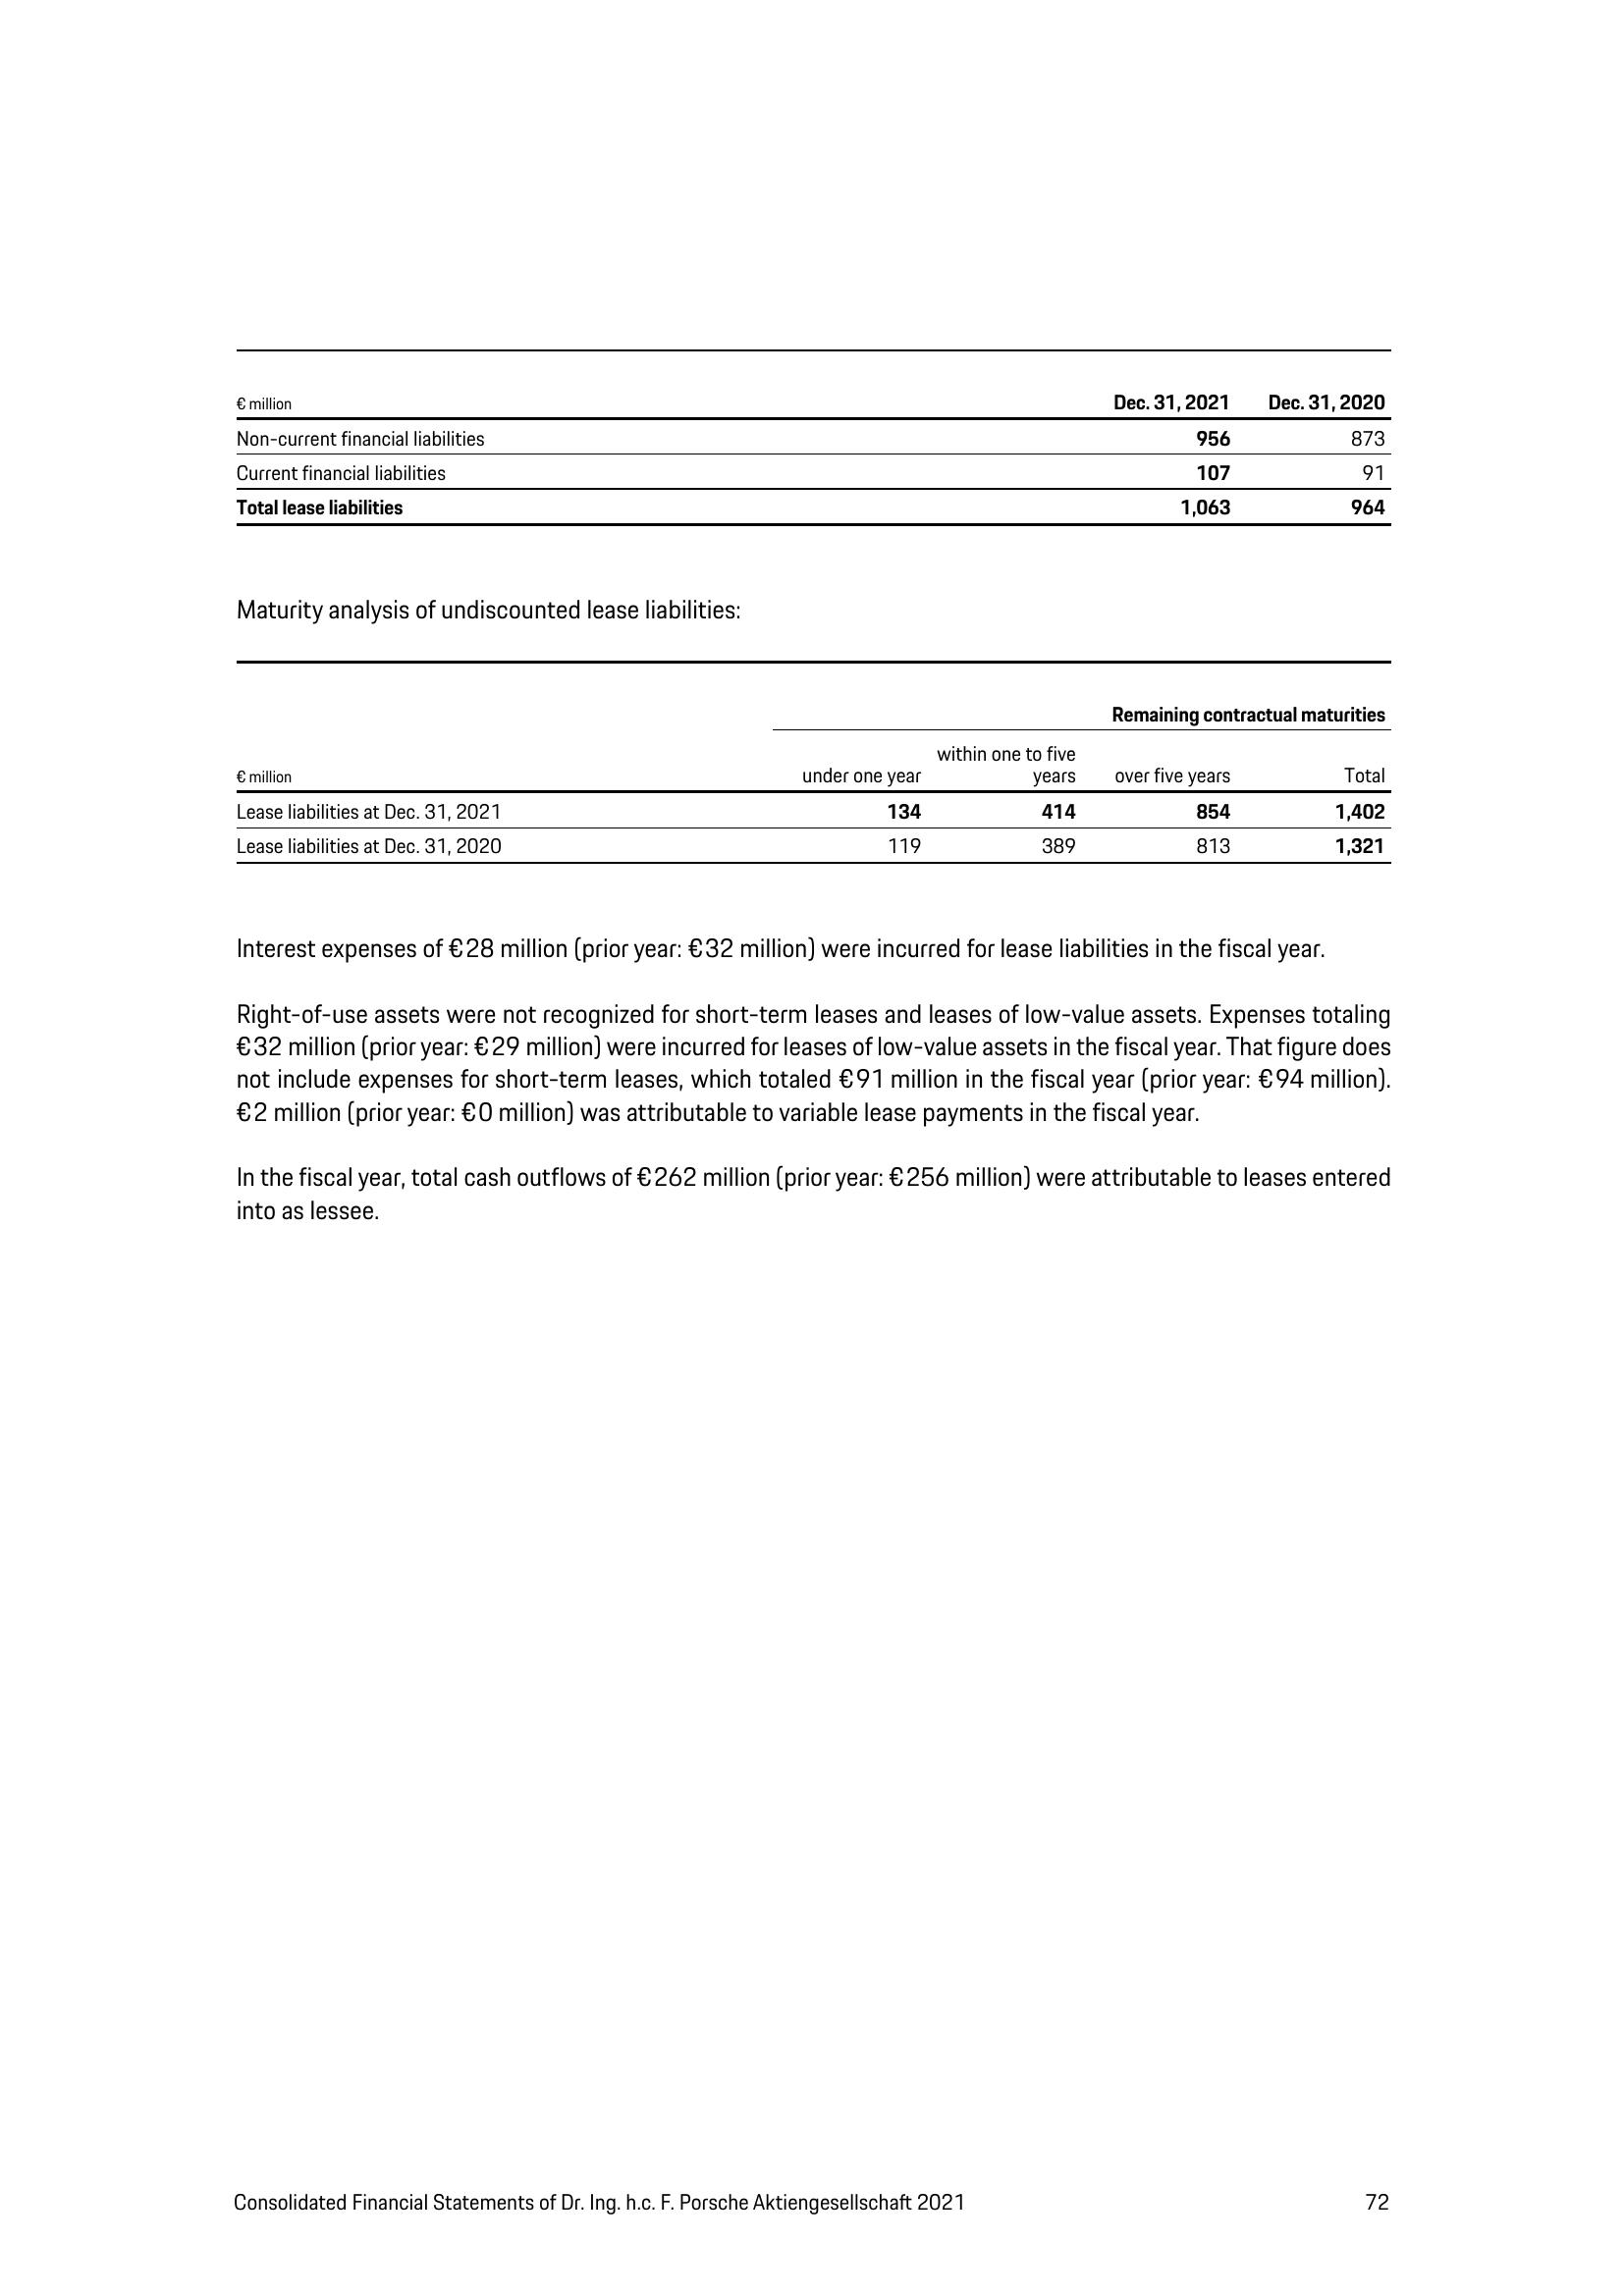 € million Dec. 31, 2021 Dec. 31, 2020
Non-current financial liabilities 956 873
Current financial liabilities 107 91
Total lease liabilities 1,063 964
Maturity analysis of undiscounted lease liabilities:
Remaining contractual maturities
€ million under one year within one to five years over five years Total
Lease liabilities at Dec. 31, 2021 134 414 854 1,402
Lease liabilities at Dec. 31, 2020 119 389 813 1,321
Interest expenses of €28 million (prior year: €32 million) were incurred for lease liabilities in the fiscal year.
Right-of-use assets were not recognized for short-term leases and leases of low-value assets. Expenses totaling
€32 million (prior year: €29 million) were incurred for leases of low-value assets in the fiscal year. That figure does
not include expenses for short-term leases, which totaled €91 million in the fiscal year (prior year: €94 million).
€2 million (prior year: €0 million) was attributable to variable lease payments in the fiscal year.
In the fiscal year, total cash outflows of €262 million (prior year: €256 million) were attributable to leases entered
into as lessee.
Consolidated Financial Statements of Dr. Ing. h.c. F. Porsche Aktiengesellschaft 2021 72